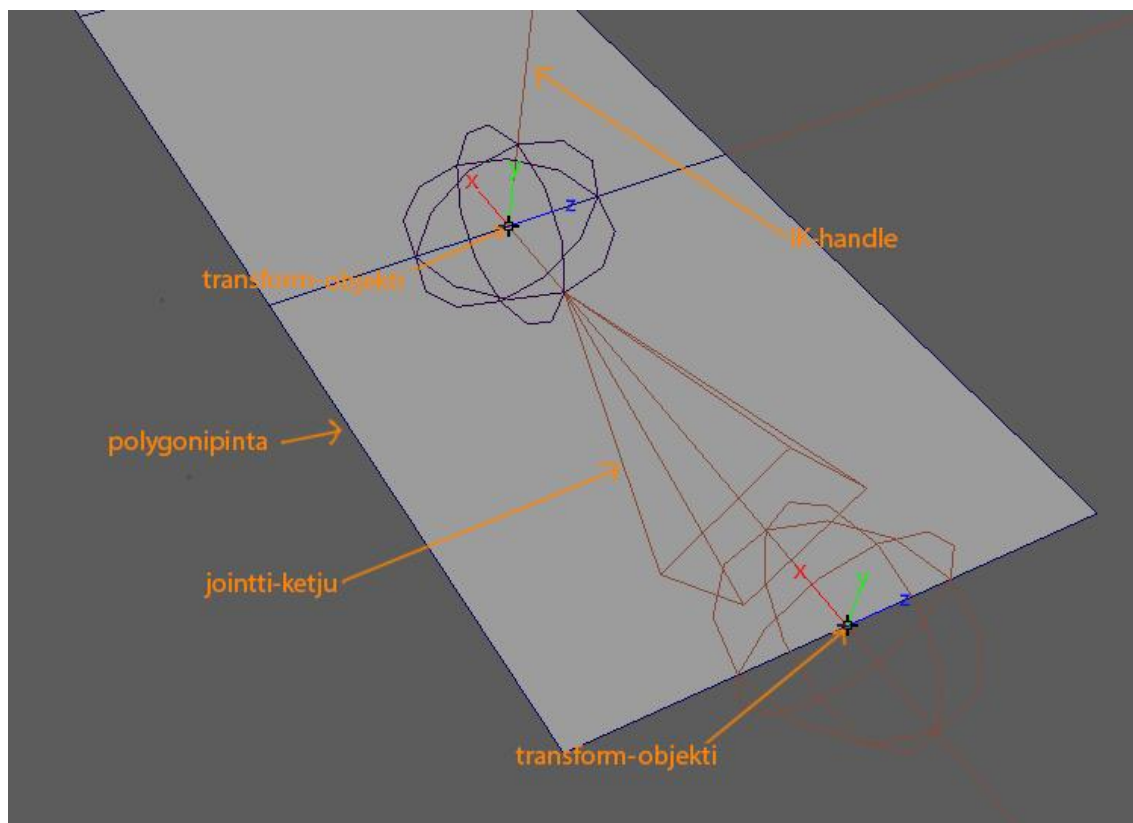 x
y
z
IK-handle
transform-objekti
polygonipinta
jointti-ketju
x
y
z
transform-objekti